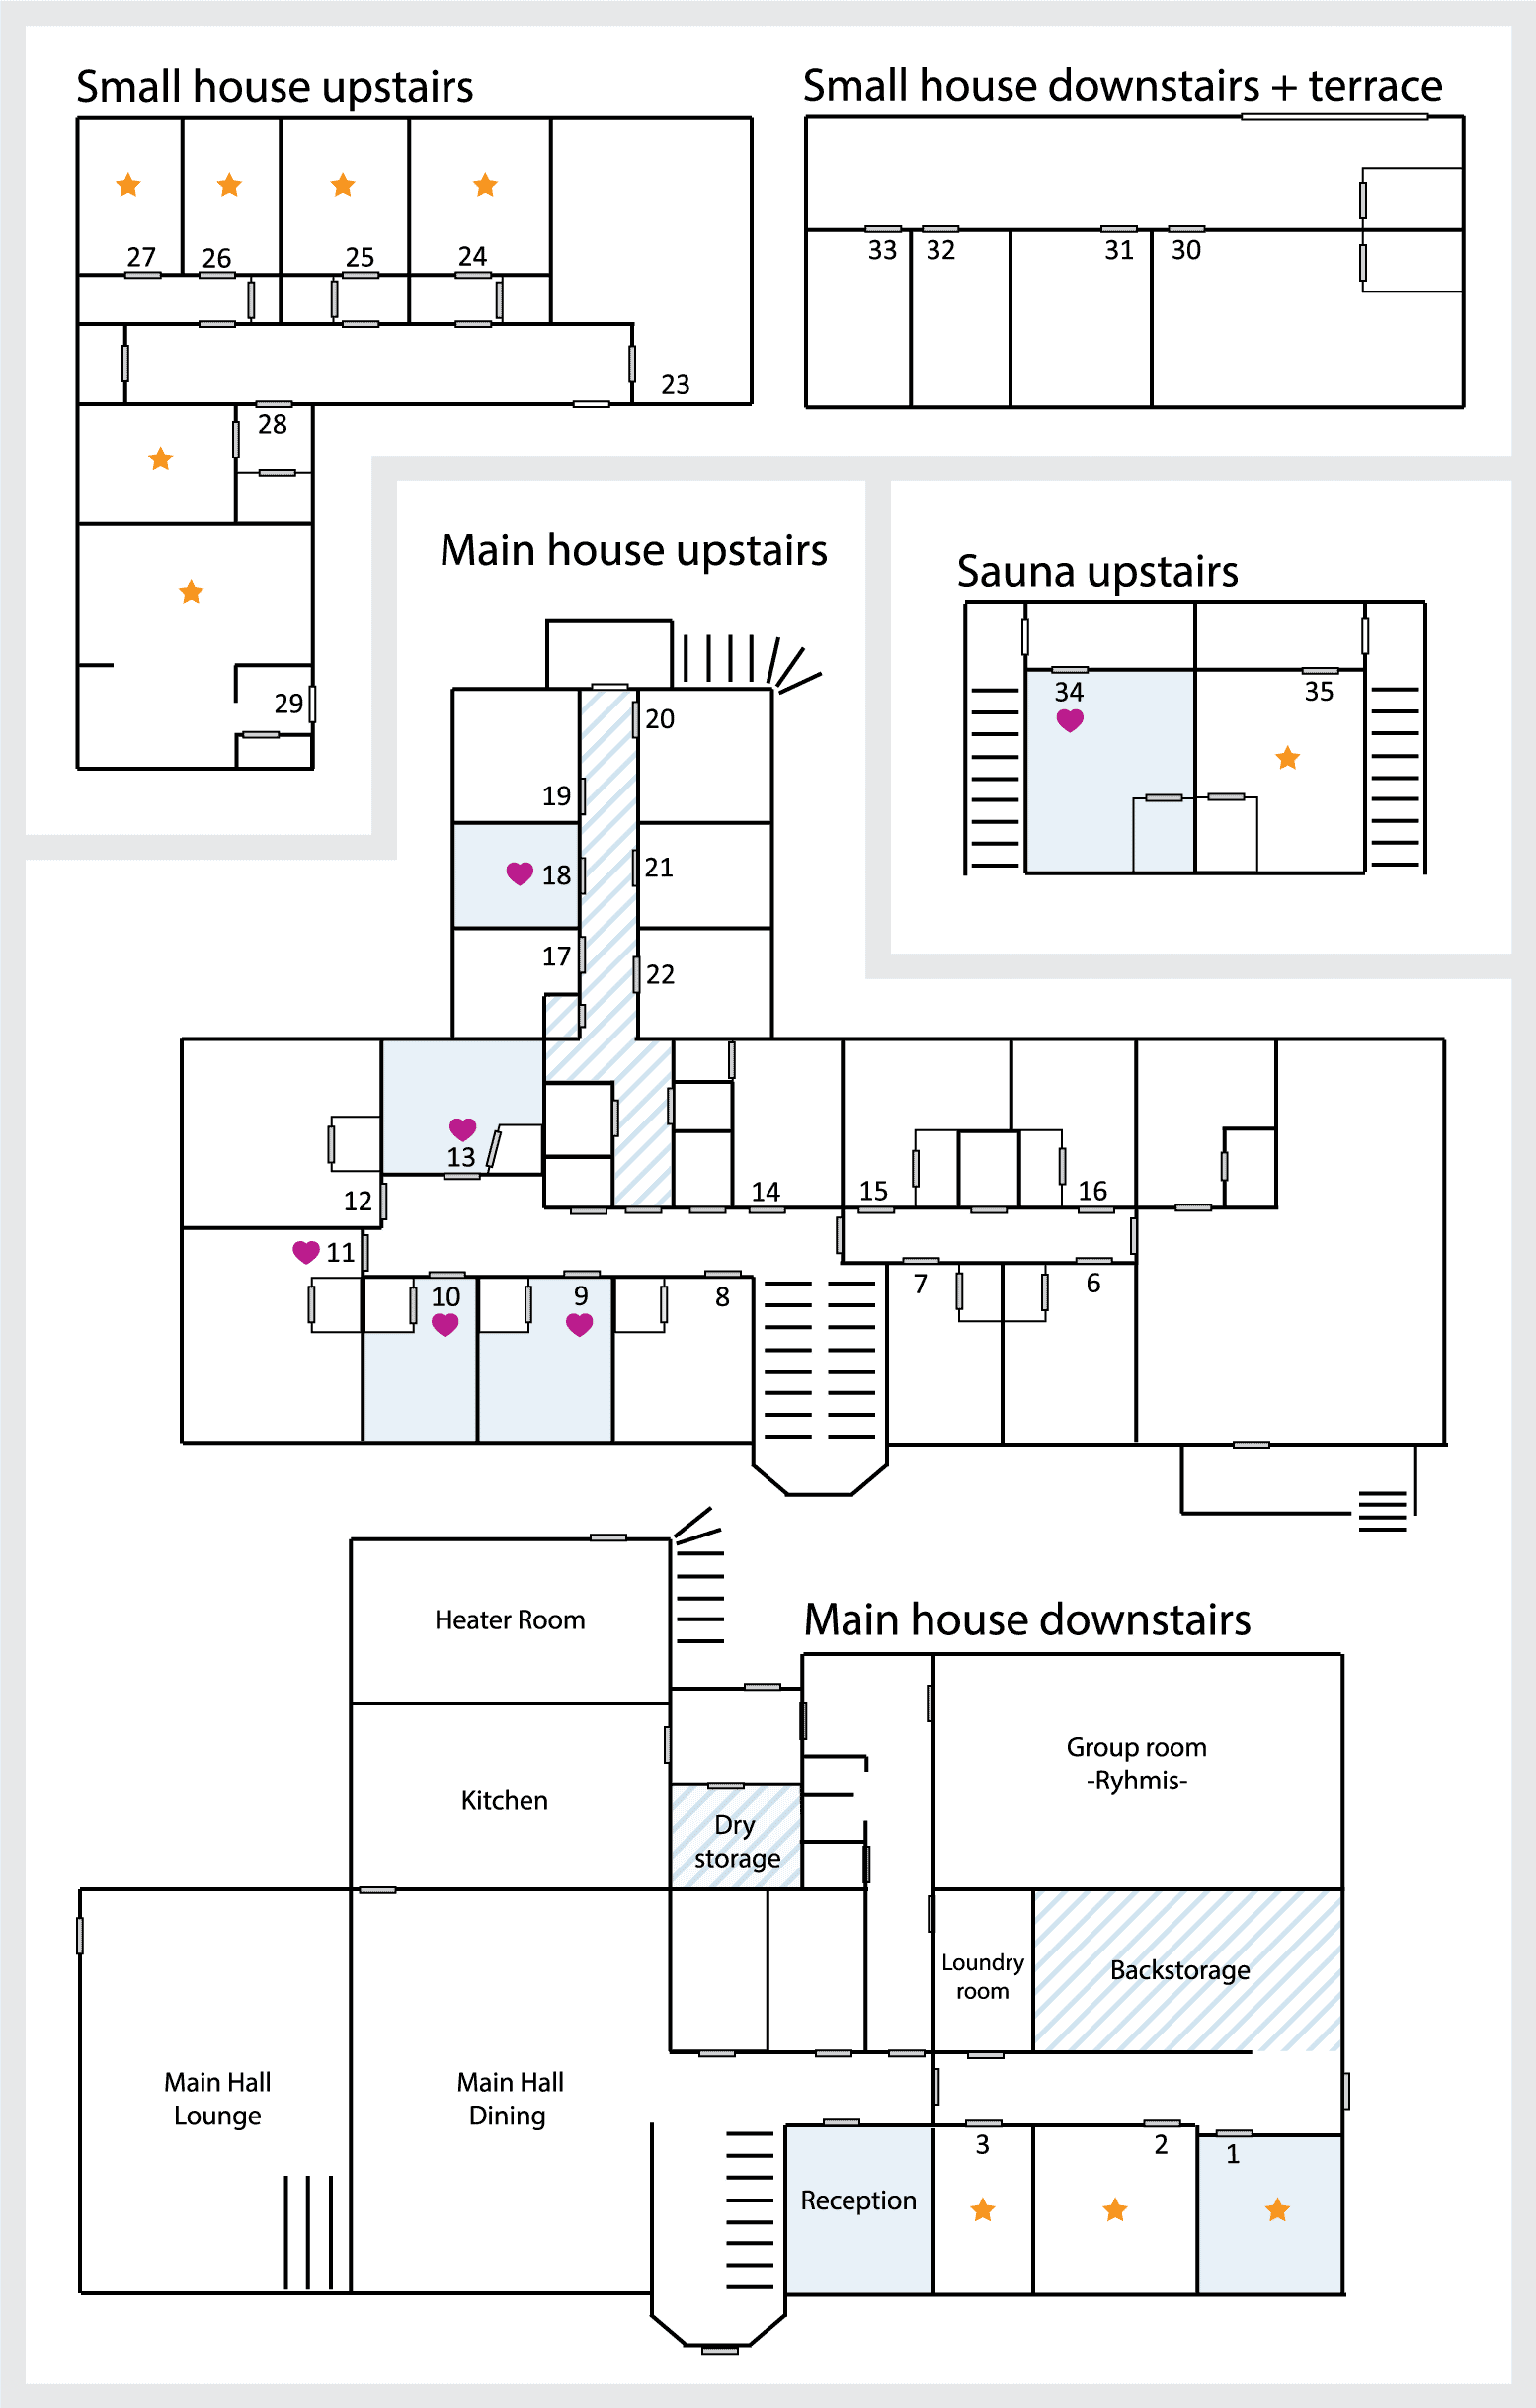 Small house upstairs
27
26
25
24
23
28
29
Small house downstairs + terrace
33
32
31
30
Main house upstairs
20
19
18
21
17
22
12
13
14
15
16
11
10
9
8
7
6
Sauna upstairs
34
35
Main house downstairs
Heater Room
Kitchen
Dry
storage
Group room
-Ryhmis-
Loundry
room
Backstorage
Main Hall
Lounge
Main Hall
Dining
Reception
3
2
1